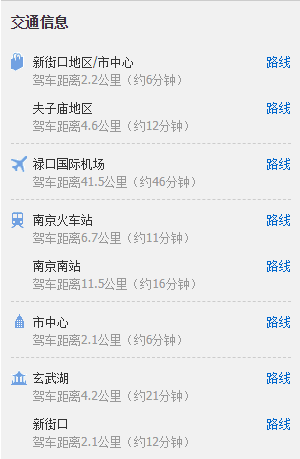 交通信息
新街口地区/市中心 路线
驾车距离2.2公里（约6分钟）
夫子庙地区 路线
驾车距离4.6公里（约12分钟）
禄口国际机场 路线
驾车距离41.5公里（约46分钟）
南京火车站 路线
驾车距离6.7公里（约11分钟）
南京南站 路线
驾车距离11.5公里（约16分钟）
市中心 路线
驾车距离2.1公里（约6分钟）
玄武湖 路线
驾车距离4.2公里（约21分钟）
新街口 路线
驾车距离2.1公里（约12分钟）